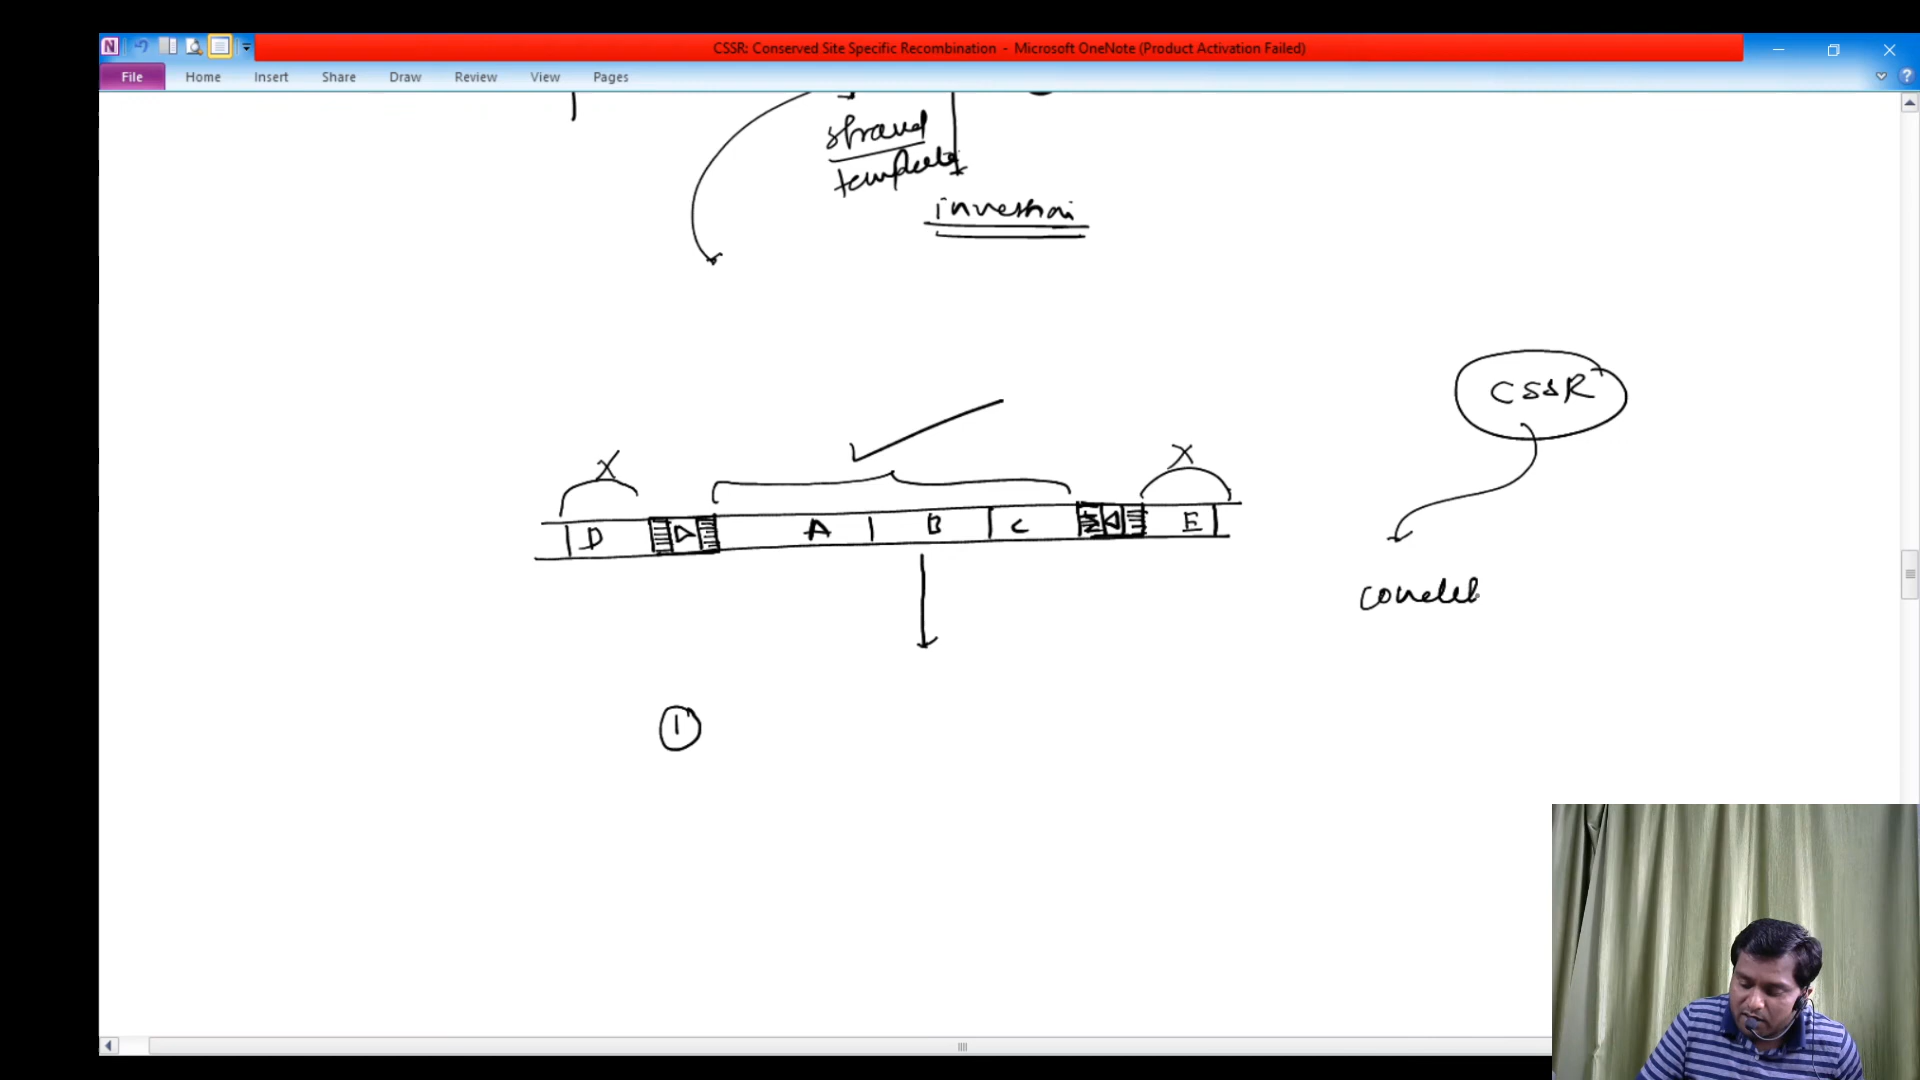 CSSR: Conserved Site Specific Recombination - Microsoft OneNote (Product Activation Failed)
File Home Insert Share Draw Review View Pages
strand
template
inversion
CSSR
X X
D A B C E
1